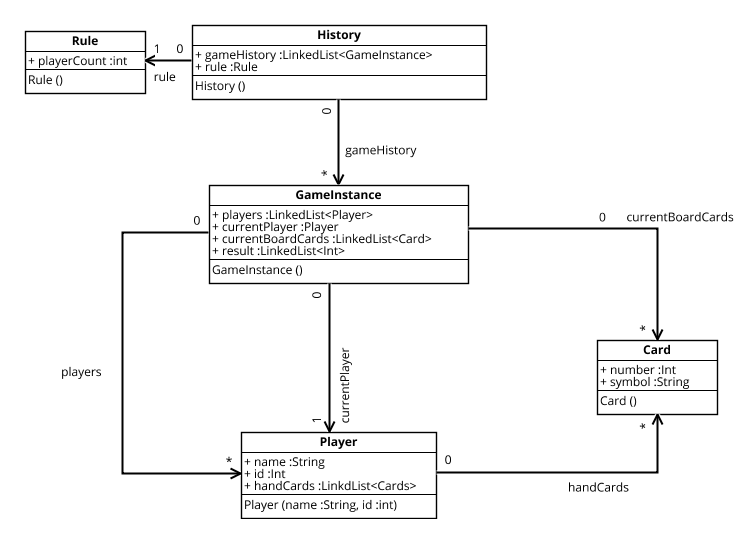 Rule
+ playerCount :int
Rule ()
1
0
rule
History
+ gameHistory :LinkedList<GameInstance>
+ rule :Rule
History ()
0
gameHistory
*
GameInstance
+ players :LinkedList<Player>
+ currentPlayer :Player
+ currentBoardCards :LinkedList<Card>
+ result :LinkedList<Int>
GameInstance ()
0
players
*
0
currentPlayer
1
0
currentBoardCards
*
Card
+ number :Int
+ symbol :String
Card ()
*
Player
+ name :String
+ id :Int
+ handCards :LinkdList<Cards>
Player (name :String, id :int)
0
handCards